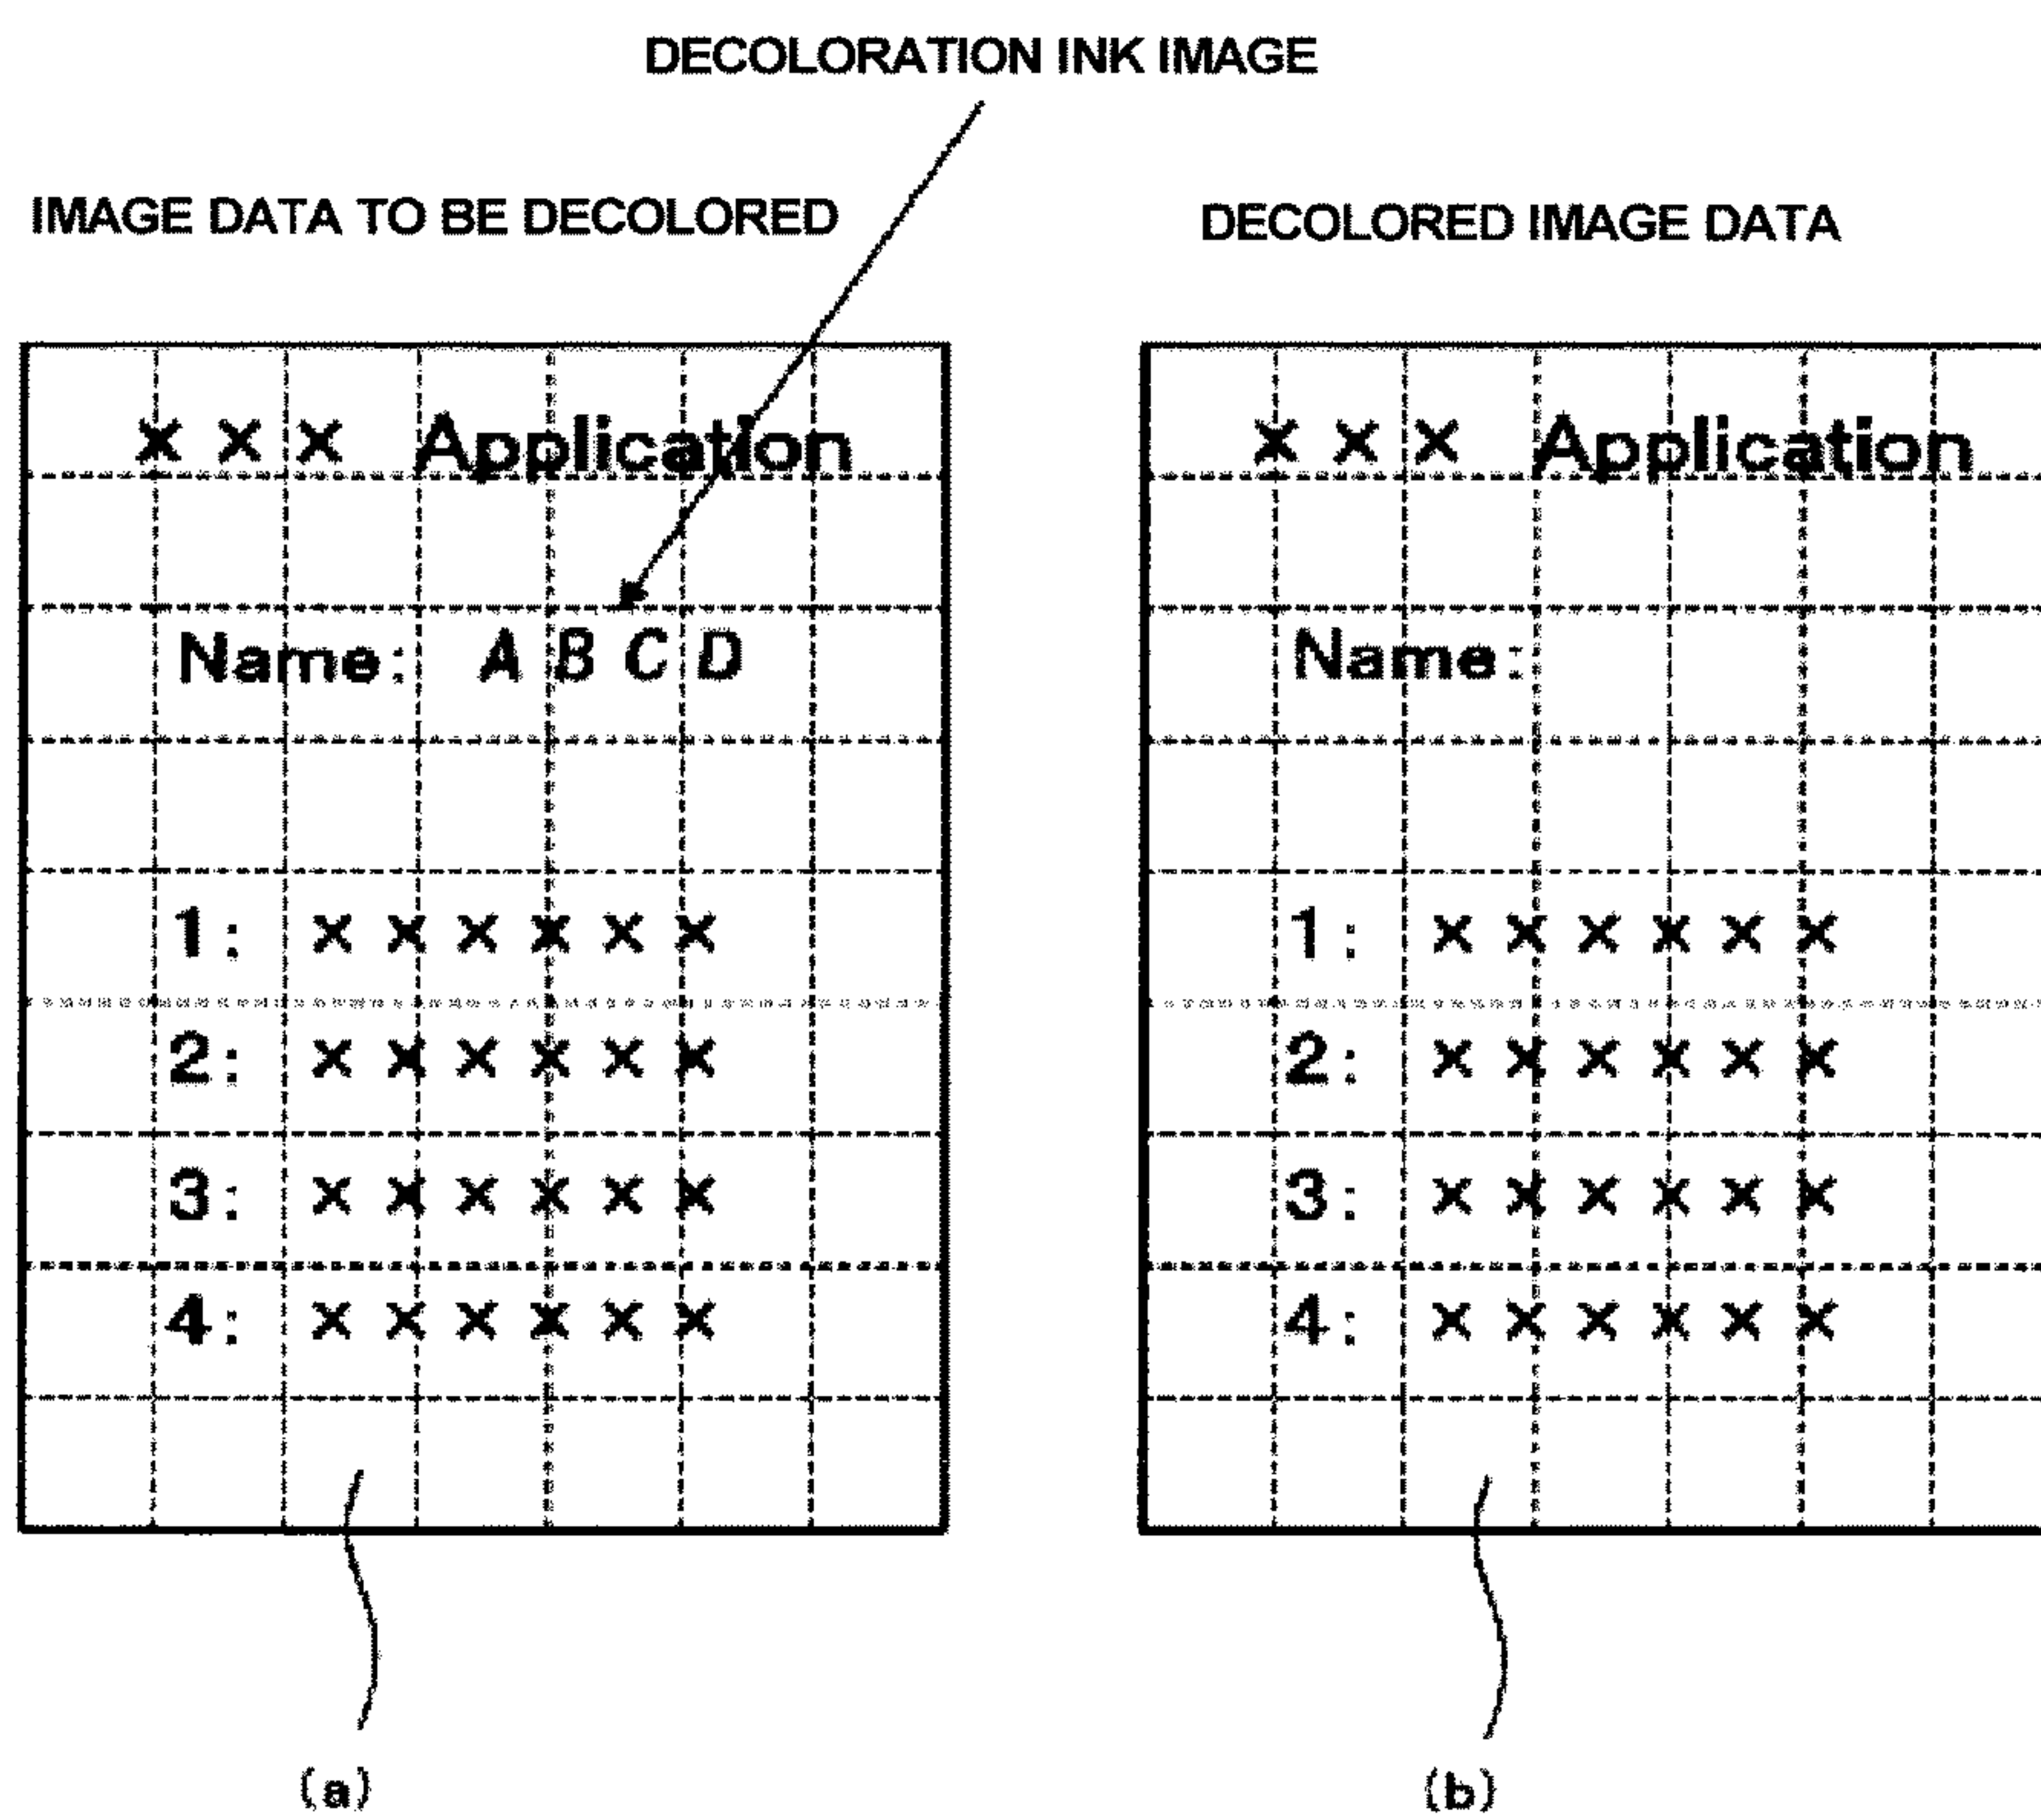 DECOLORATION INK IMAGE
IMAGE DATA TO BE DECOLORED
× × × Application
Name: A B C D
1: × × × × × ×
2: × × × × × ×
3: × × × × × ×
4: × × × × × ×
(a)
DECOLORED IMAGE DATA
× × × Application
Name:
1: × × × × × ×
2: × × × × × ×
3: × × × × × ×
4: × × × × × ×
(b)